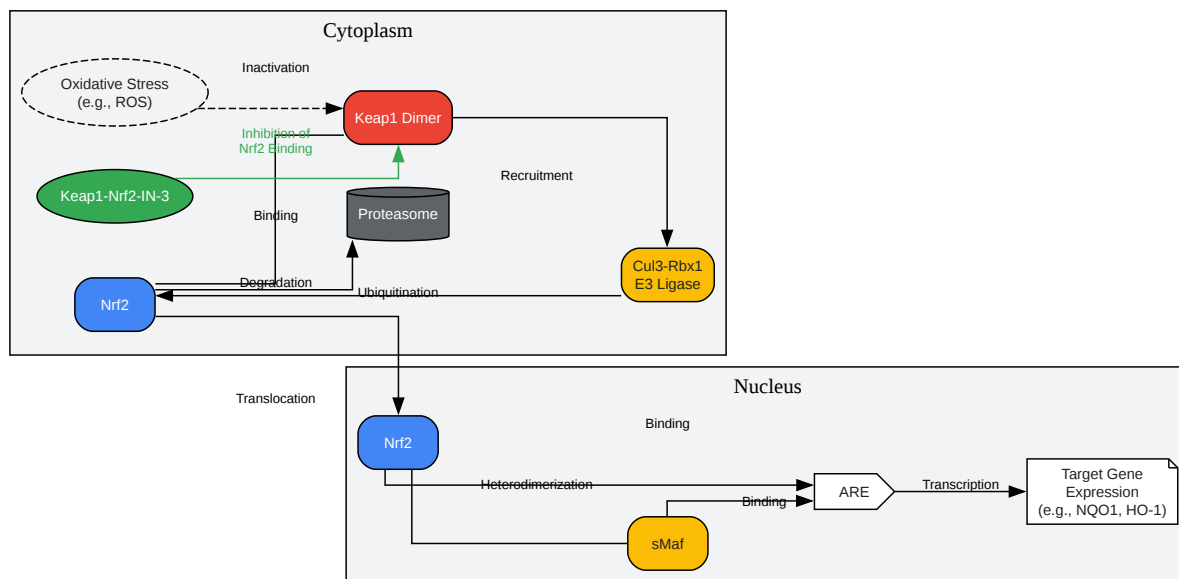 Cytoplasm
Inactivation
Oxidative Stress
(e.g., ROS)
Keap1 Dimer
Inhibition of
Nrf2 Binding
Recruitment
Keap1-Nrf2-IN-3
Proteasome
Binding
Cul3-Rbx1
E3 Ligase
Degradation
Ubiquitination
Nrf2
Nucleus
Translocation
Binding
Nrf2
Heterodimerization
ARE
Transcription
Target Gene
Expression
(e.g., NQO1, HO-1)
Binding
sMaf